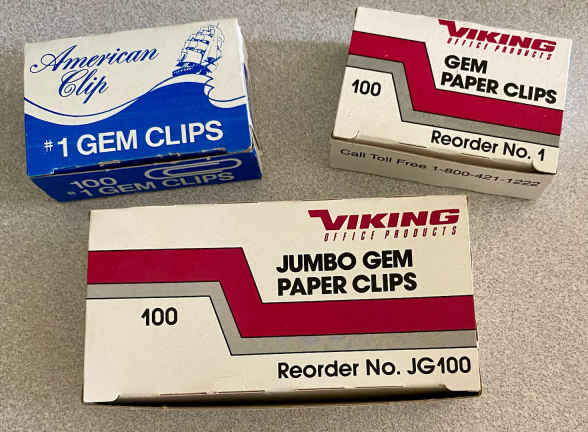 American
Clip
#1 GEM CLIPS
100
#1 GEM CLIPS
VIKING
OFFICE PRODUCTS
GEM
PAPER CLIPS
100
Reorder No. 1
Call Toll Free 1-800-421-1222
VIKING
OFFICE PRODUCTS
JUMBO GEM
PAPER CLIPS
100
Reorder No. JG100